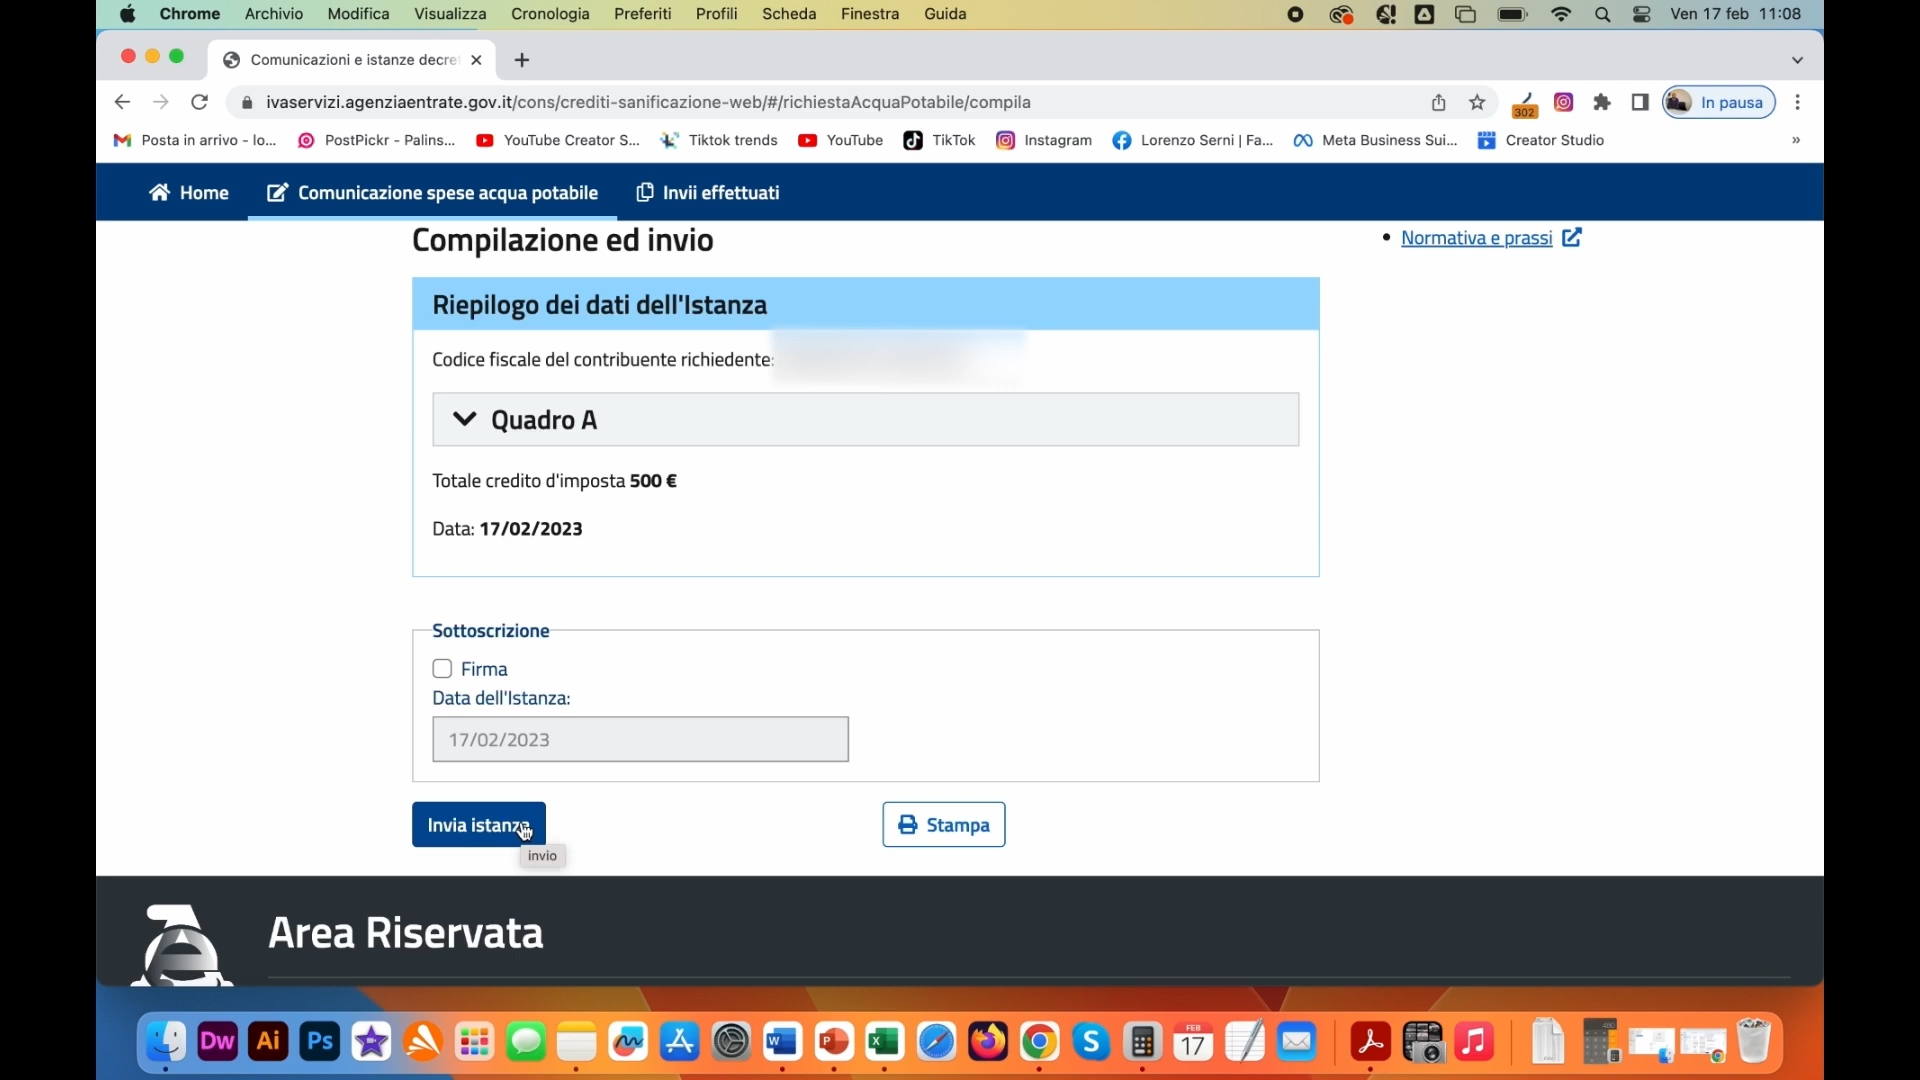 Chrome Archivio Modifica Visualizza Cronologia Preferiti Profili Scheda Finestra Guida Ven 17 feb 11:08
Comunicazioni e istanze decre
ivaservizi.agenziaentrate.gov.it/cons/crediti-sanificazione-web/#/richiestaAcquaPotabile/compila 302 In pausa
Posta in arrivo - lo... PostPickr - Palins... YouTube Creator S... Tiktok trends YouTube TikTok Instagram Lorenzo Serni | Fa... Meta Business Sui... Creator Studio »
Home Comunicazione spese acqua potabile Invii effettuati
Compilazione ed invio
• Normativa e prassi
Riepilogo dei dati dell'Istanza
Codice fiscale del contribuente richiedente:
Quadro A
Totale credito d'imposta 500 €
Data: 17/02/2023
Sottoscrizione
Firma
Data dell'Istanza:
17/02/2023
Invia istanza
Stampa
invio
Area Riservata
Dw Ai Ps W P X S FEB 17